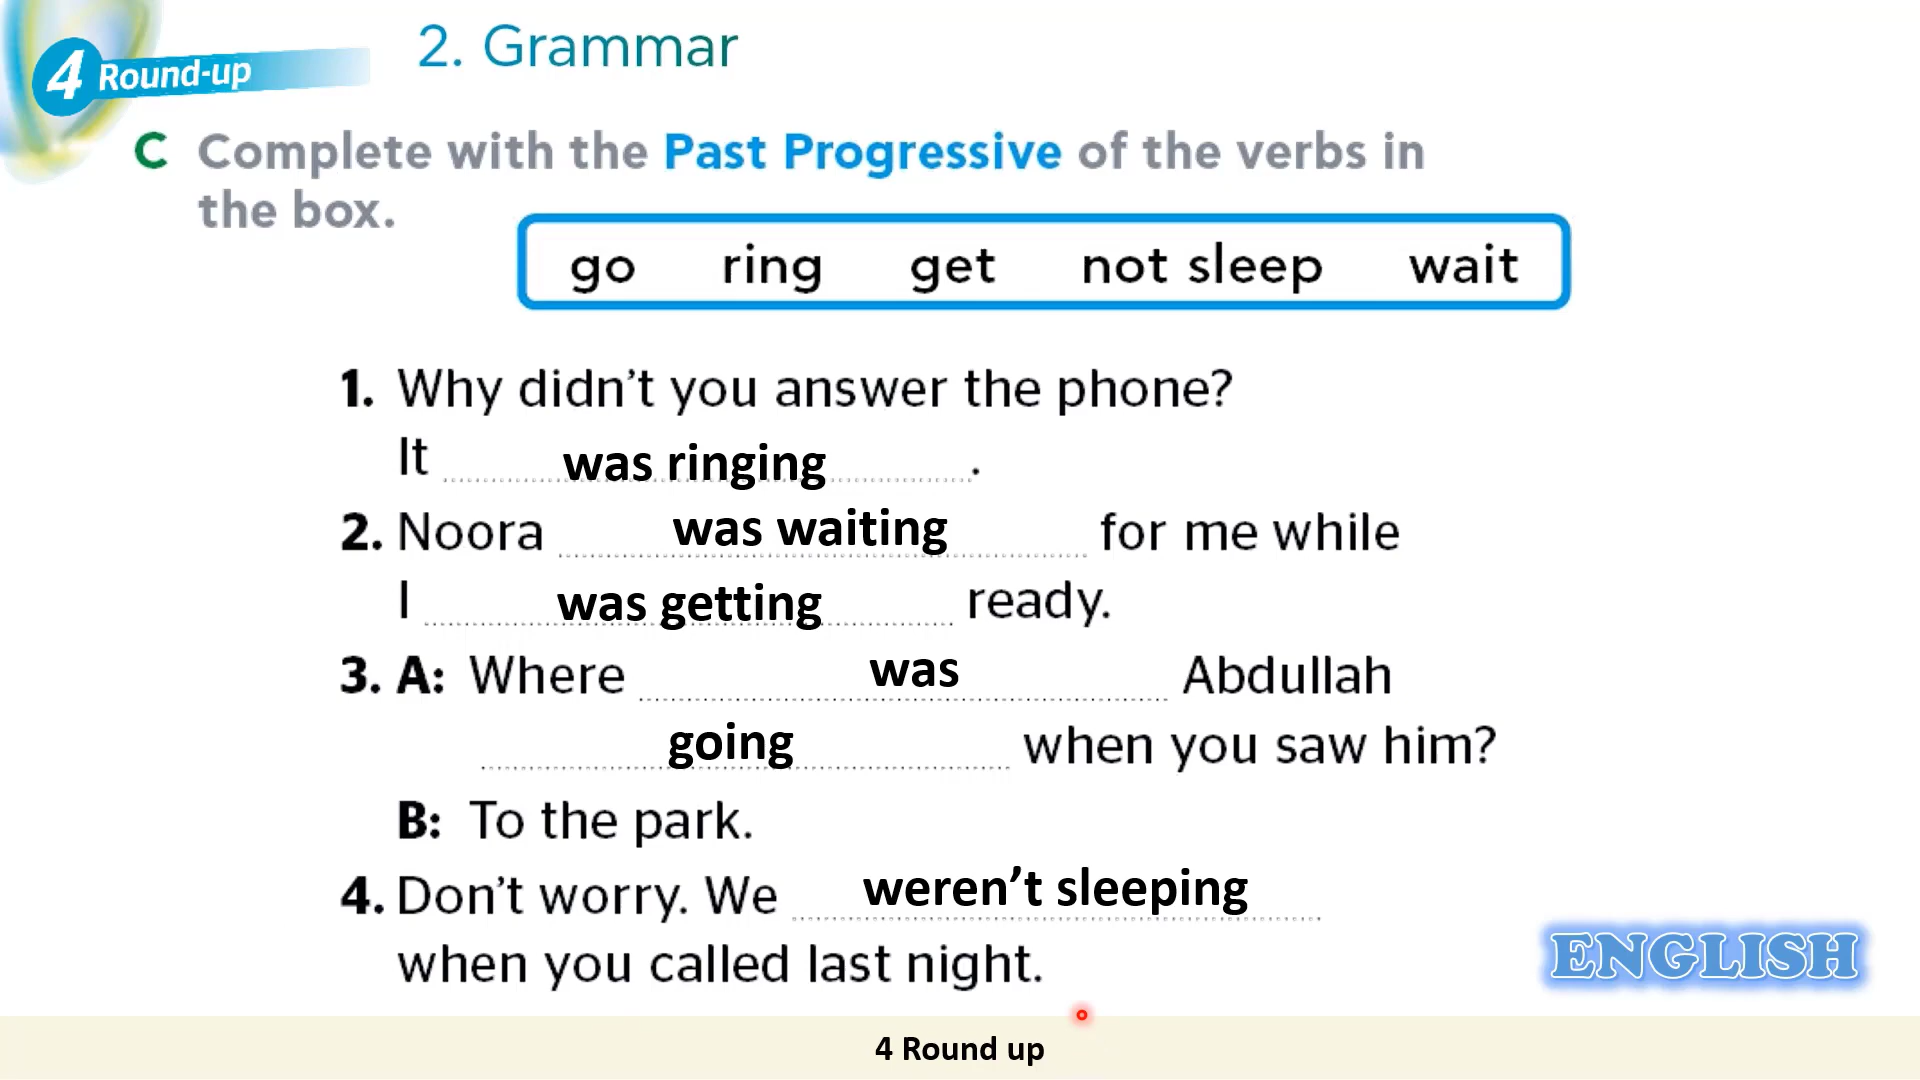 4 Round-up
2. Grammar
C Complete with the Past Progressive of the verbs in
the box.
go ring get not sleep wait
1. Why didn't you answer the phone?
It was ringing .
2. Noora was waiting for me while
I was getting ready.
3. A: Where was Abdullah
going when you saw him?
B: To the park.
4. Don't worry. We weren't sleeping
when you called last night.
ENGLISH
4 Round up